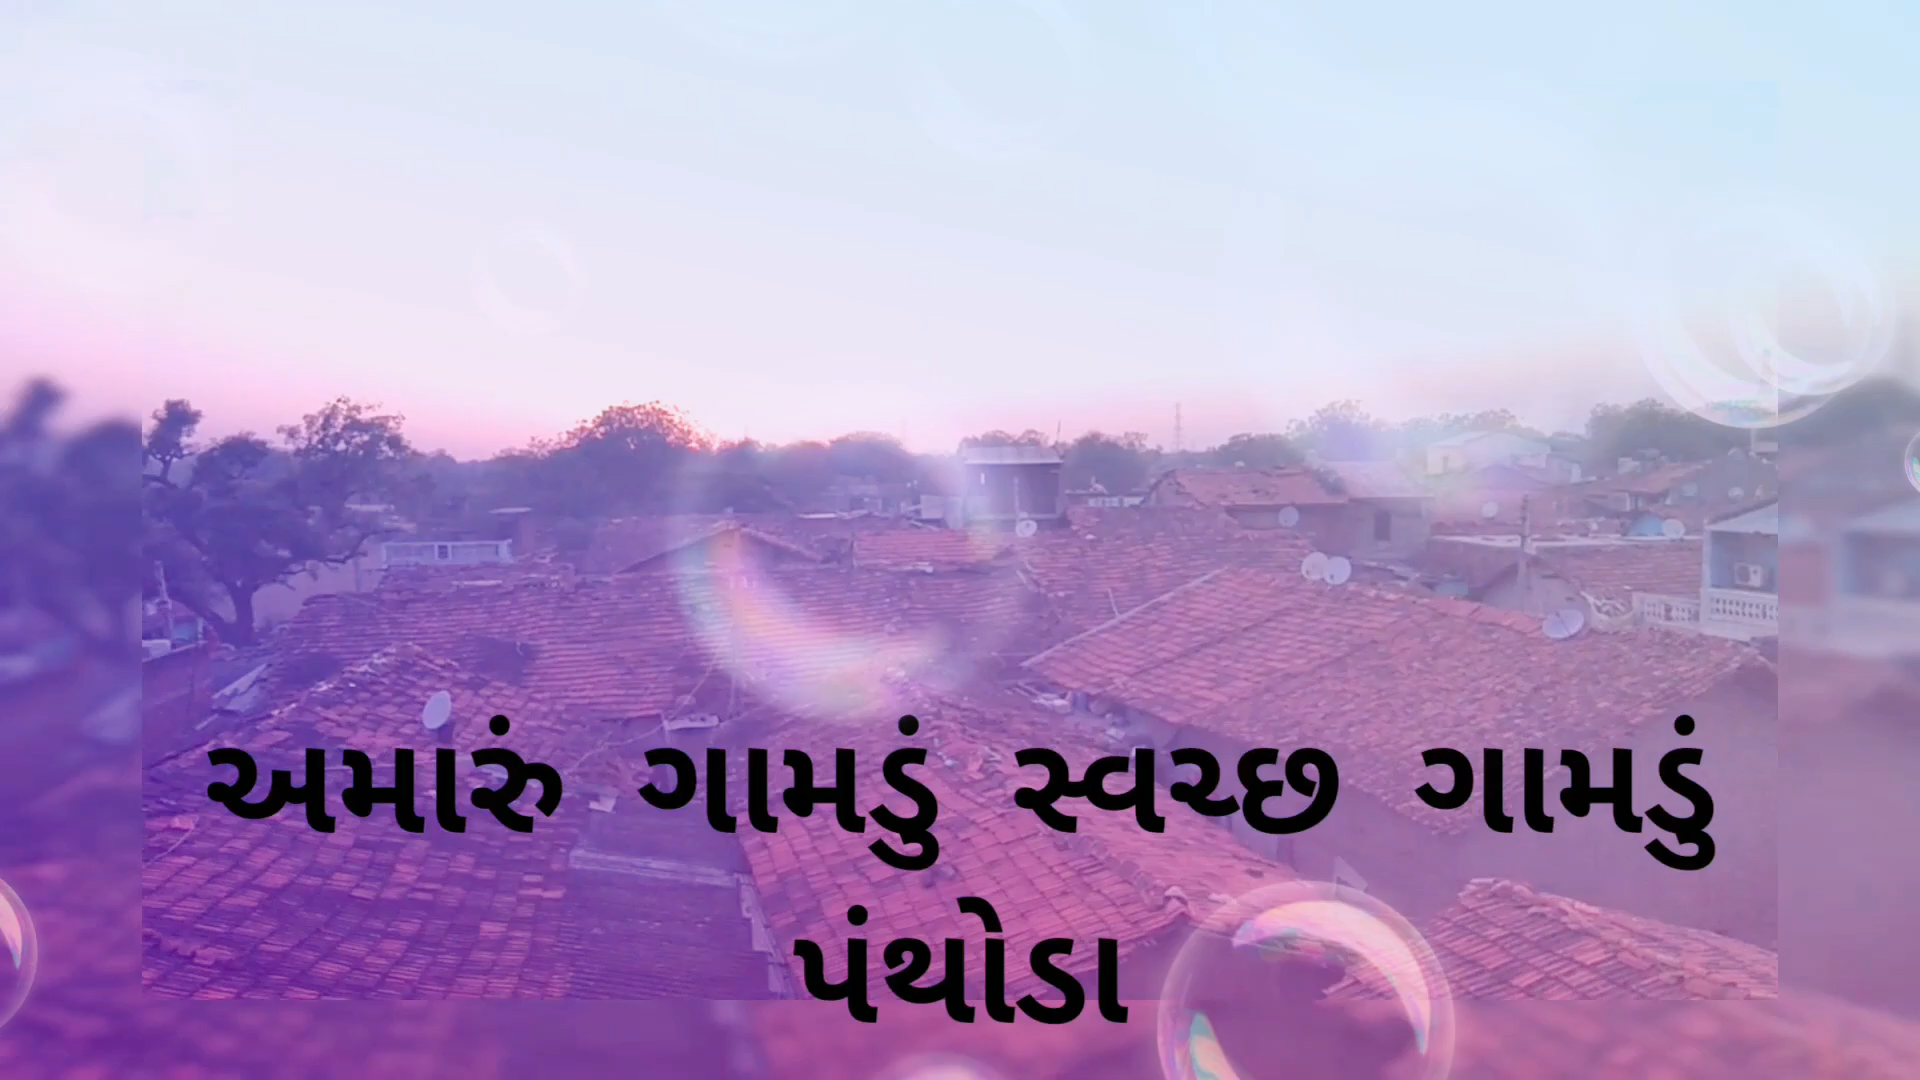 અમારું ગામડું સ્વચ્છ ગામડું
પંથોડા